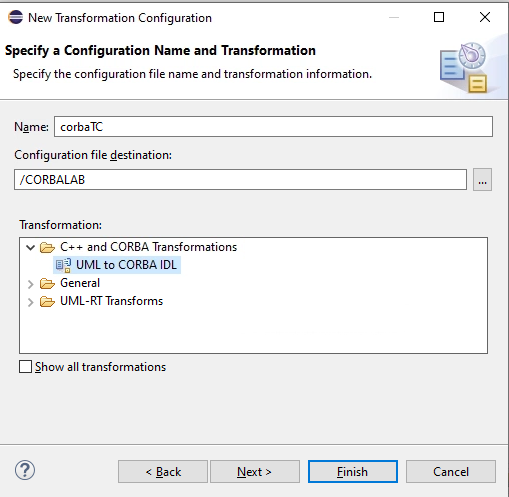 New Transformation Configuration
Specify a Configuration Name and Transformation
Specify the configuration file name and transformation information.
Name: corbaTC
Configuration file destination:
/CORBALAB ...
Transformation:
C++ and CORBA Transformations
UML to CORBA IDL
General
UML-RT Transforms
Show all transformations
? < Back Next > Finish Cancel